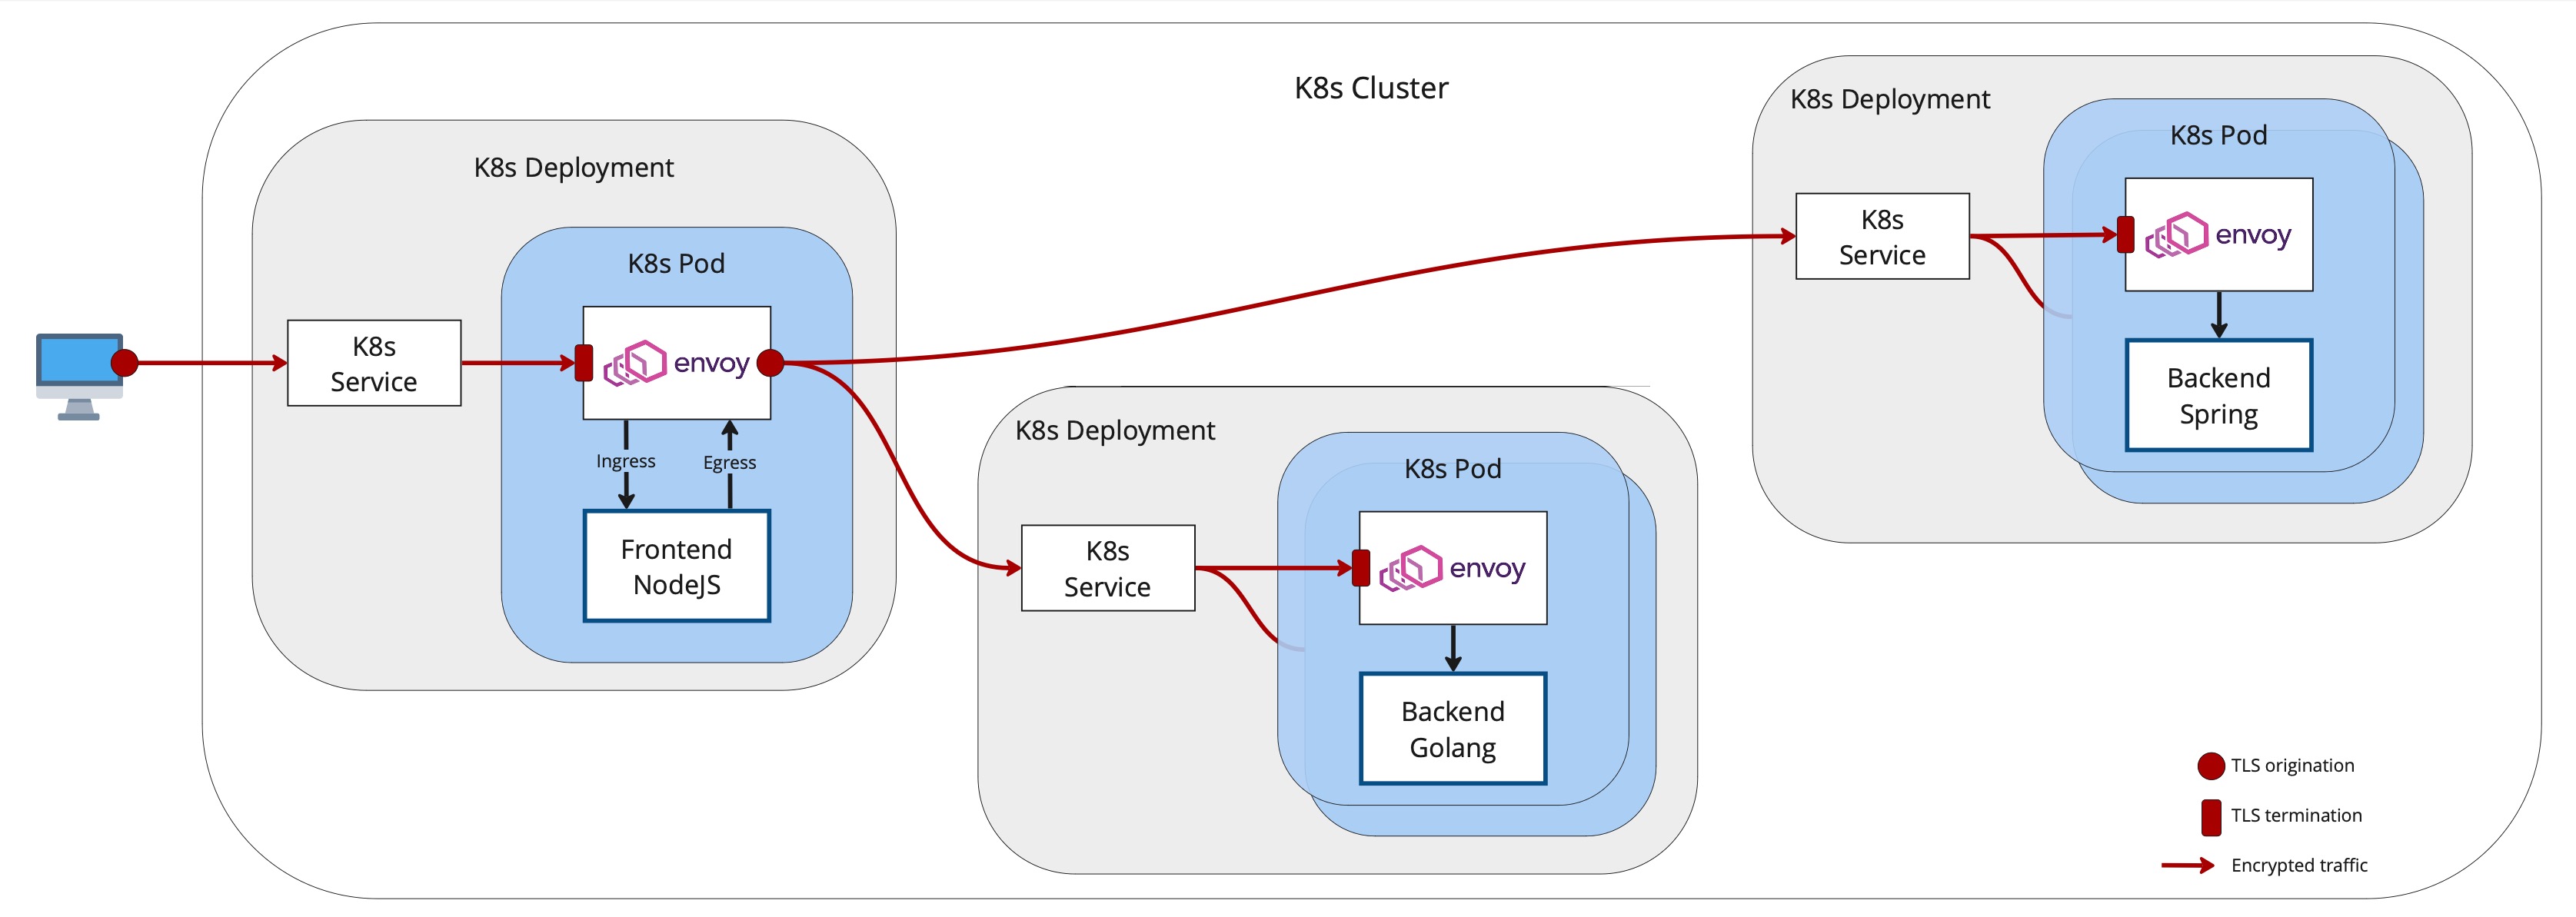 K8s Cluster
K8s Deployment
K8s Pod
K8s
Service
envoy
Ingress
Egress
Frontend
NodeJS
K8s Deployment
K8s Pod
K8s
Service
envoy
Backend
Golang
K8s Deployment
K8s Pod
K8s
Service
envoy
Backend
Spring
TLS origination
TLS termination
Encrypted traffic